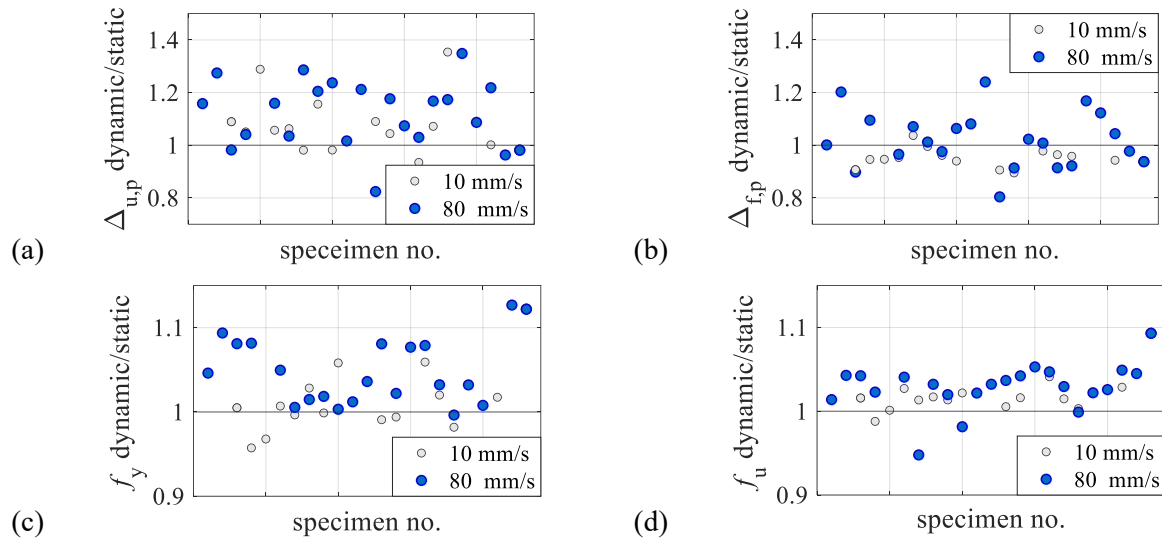 1.4
1.2
1
0.8
Δu,p dynamic/static
10 mm/s
80 mm/s
speceimen no.
(a)
1.4
1.2
1
0.8
Δf,p dynamic/static
10 mm/s
80 mm/s
specimen no.
(b)
1.1
1
0.9
fy dynamic/static
10 mm/s
80 mm/s
specimen no.
(c)
1.1
1
0.9
fu dynamic/static
10 mm/s
80 mm/s
specimen no.
(d)